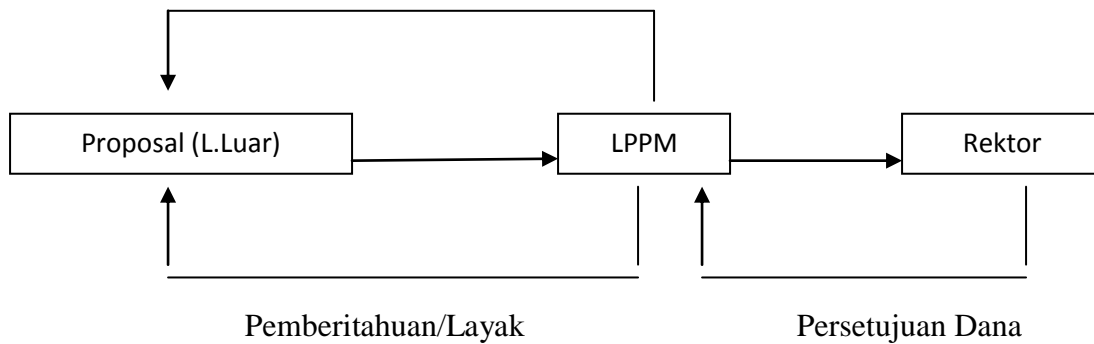 Proposal (L.Luar)
LPPM
Rektor
Pemberitahuan/Layak
Persetujuan Dana